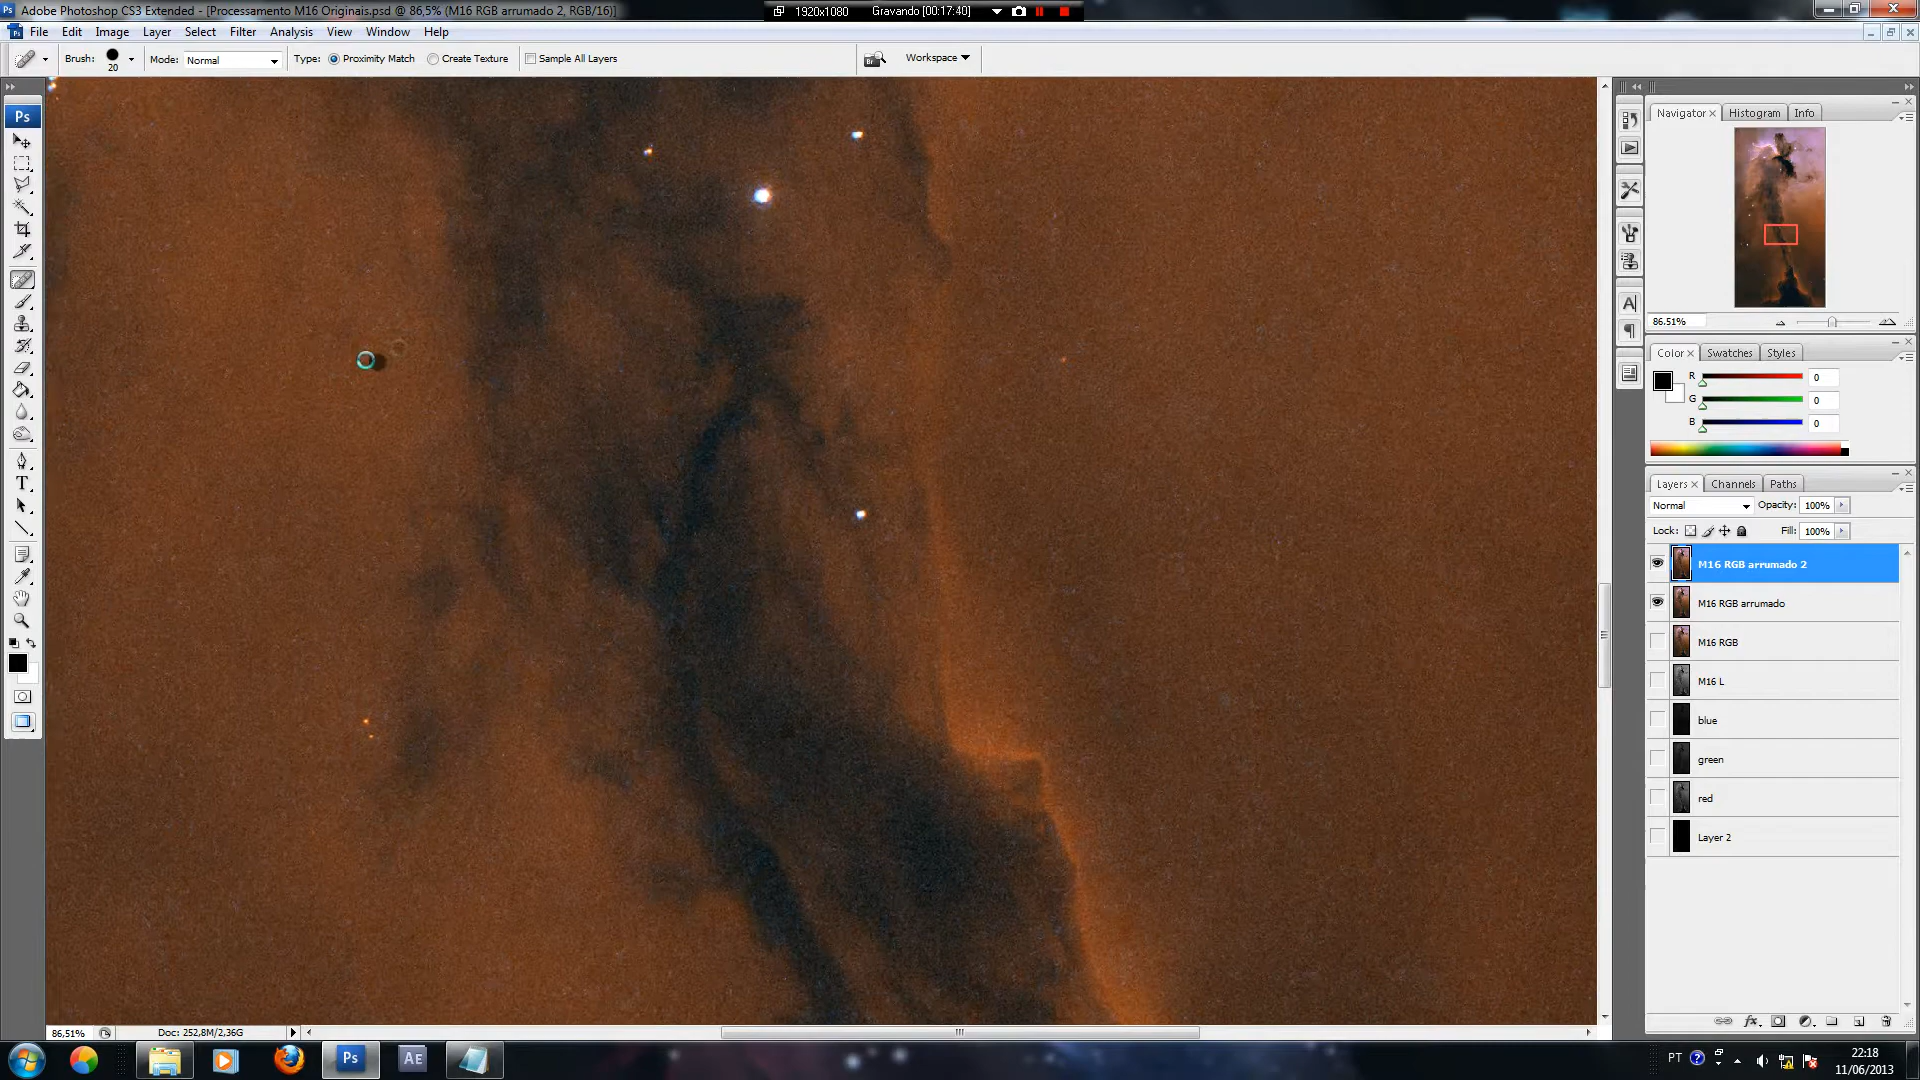 Adobe Photoshop CS3 Extended - [Processamento M16 Originais.psd @ 86,5% (M16 RGB arrumado 2, RGB/16)]
1920x1080 Gravando [00:17:40]
File Edit Image Layer Select Filter Analysis View Window Help
Brush: 20 Mode: Normal Type: Proximity Match Create Texture Sample All Layers Workspace
Ps
Navigator Histogram Info
86.51%
Color Swatches Styles
R 0
G 0
B 0
Layers Channels Paths
Normal Opacity: 100%
Lock: Fill: 100%
M16 RGB arrumado 2
M16 RGB arrumado
M16 RGB
M16 L
blue
green
red
Layer 2
86,51% Doc: 252,8M/2,36G
Ps AE PT 22:18
11/06/2013